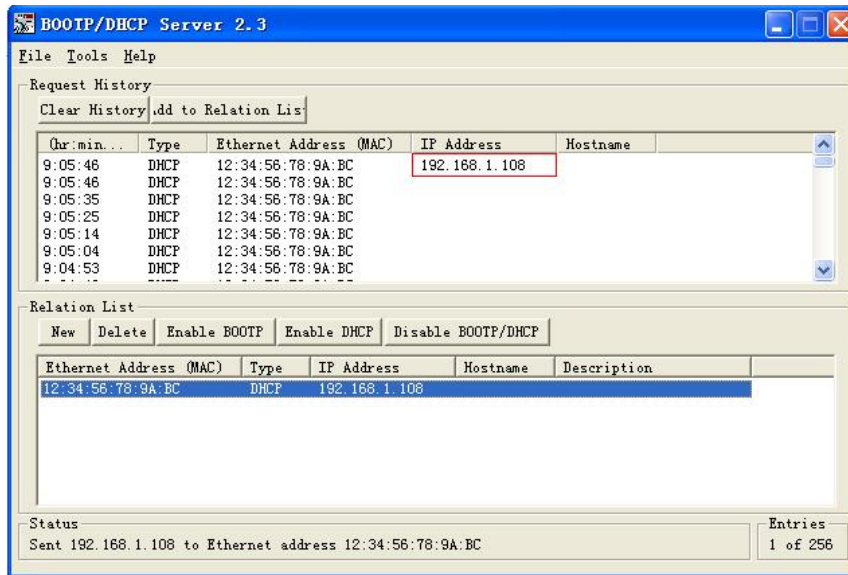 BOOTP/DHCP Server 2.3
File Tools Help
Request History
Clear History .dd to Relation Lis
(hr:min... Type Ethernet Address (MAC) IP Address Hostname
9:05:46 DHCP 12:34:56:78:9A:BC 192.168.1.108
9:05:46 DHCP 12:34:56:78:9A:BC
9:05:35 DHCP 12:34:56:78:9A:BC
9:05:25 DHCP 12:34:56:78:9A:BC
9:05:14 DHCP 12:34:56:78:9A:BC
9:05:04 DHCP 12:34:56:78:9A:BC
9:04:53 DHCP 12:34:56:78:9A:BC
Relation List
New Delete Enable BOOTP Enable DHCP Disable BOOTP/DHCP
Ethernet Address (MAC) Type IP Address Hostname Description
12:34:56:78:9A:BC DHCP 192.168.1.108
Status Entries
Sent 192.168.1.108 to Ethernet address 12:34:56:78:9A:BC 1 of 256